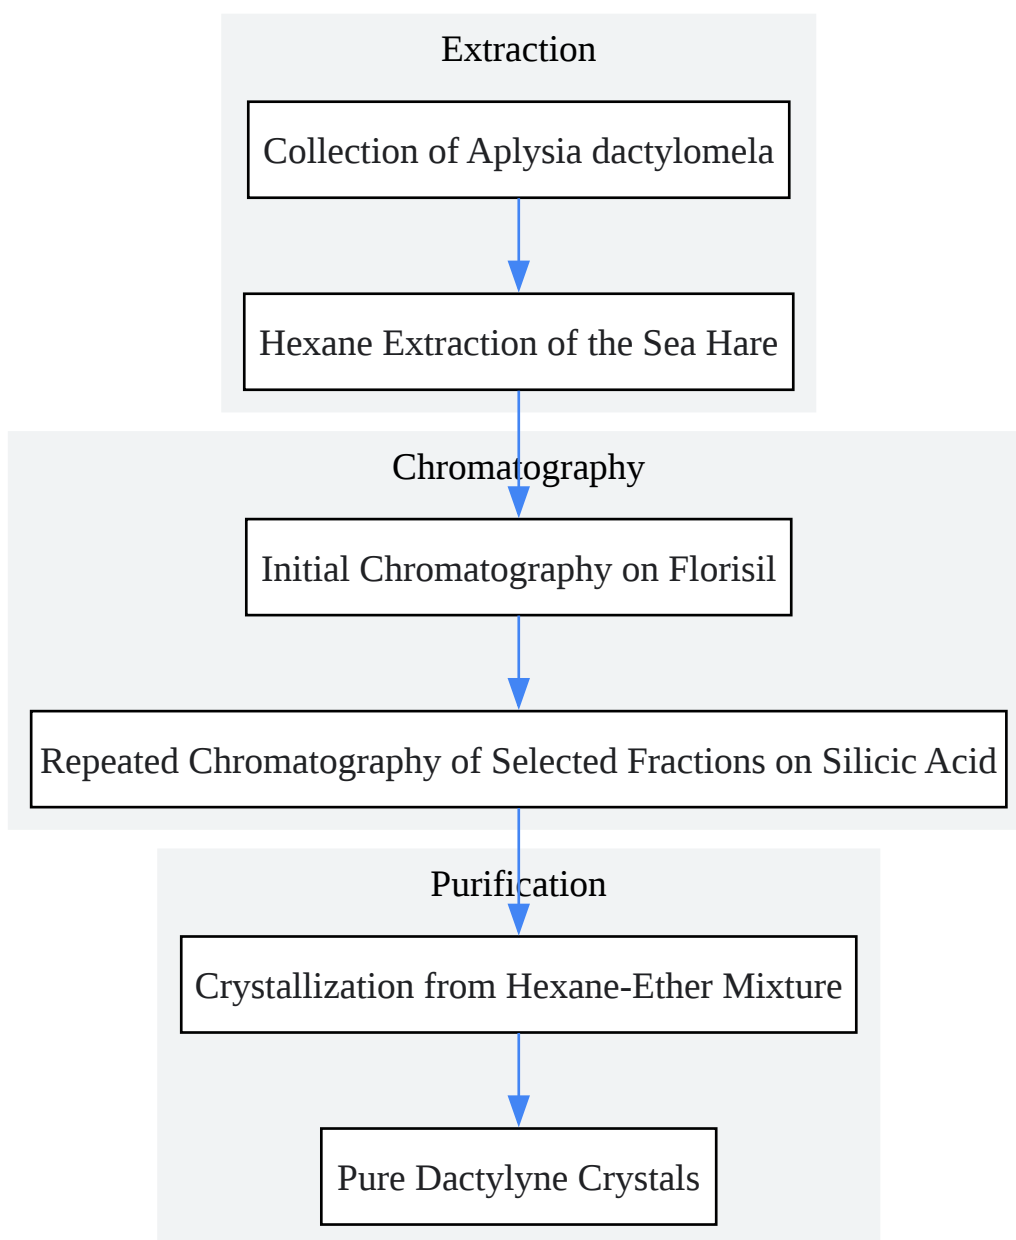 Extraction
Collection of Aplysia dactylomela
Hexane Extraction of the Sea Hare
Chromatography
Initial Chromatography on Florisil
Repeated Chromatography of Selected Fractions on Silicic Acid
Purification
Crystallization from Hexane-Ether Mixture
Pure Dactylyne Crystals